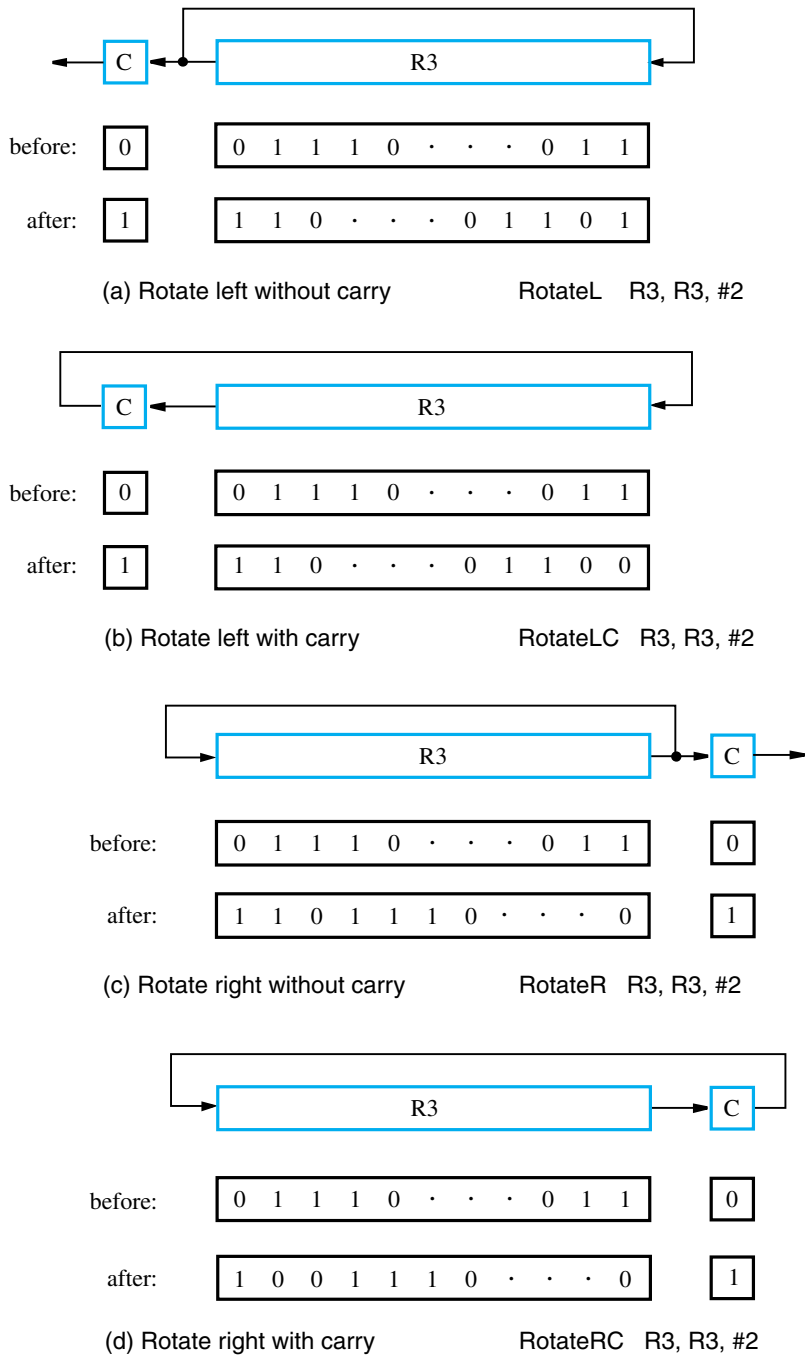 C R3
before: 0 0 1 1 1 0 · · · 0 1 1
after: 1 1 1 0 · · · 0 1 1 0 1
(a) Rotate left without carry RotateL R3, R3, #2
C R3
before: 0 0 1 1 1 0 · · · 0 1 1
after: 1 1 1 0 · · · 0 1 1 0 0
(b) Rotate left with carry RotateLC R3, R3, #2
R3 C
before: 0 1 1 1 0 · · · 0 1 1 0
after: 1 1 0 1 1 1 0 · · · 0 1
(c) Rotate right without carry RotateR R3, R3, #2
R3 C
before: 0 1 1 1 0 · · · 0 1 1 0
after: 1 0 0 1 1 1 0 · · · 0 1
(d) Rotate right with carry RotateRC R3, R3, #2